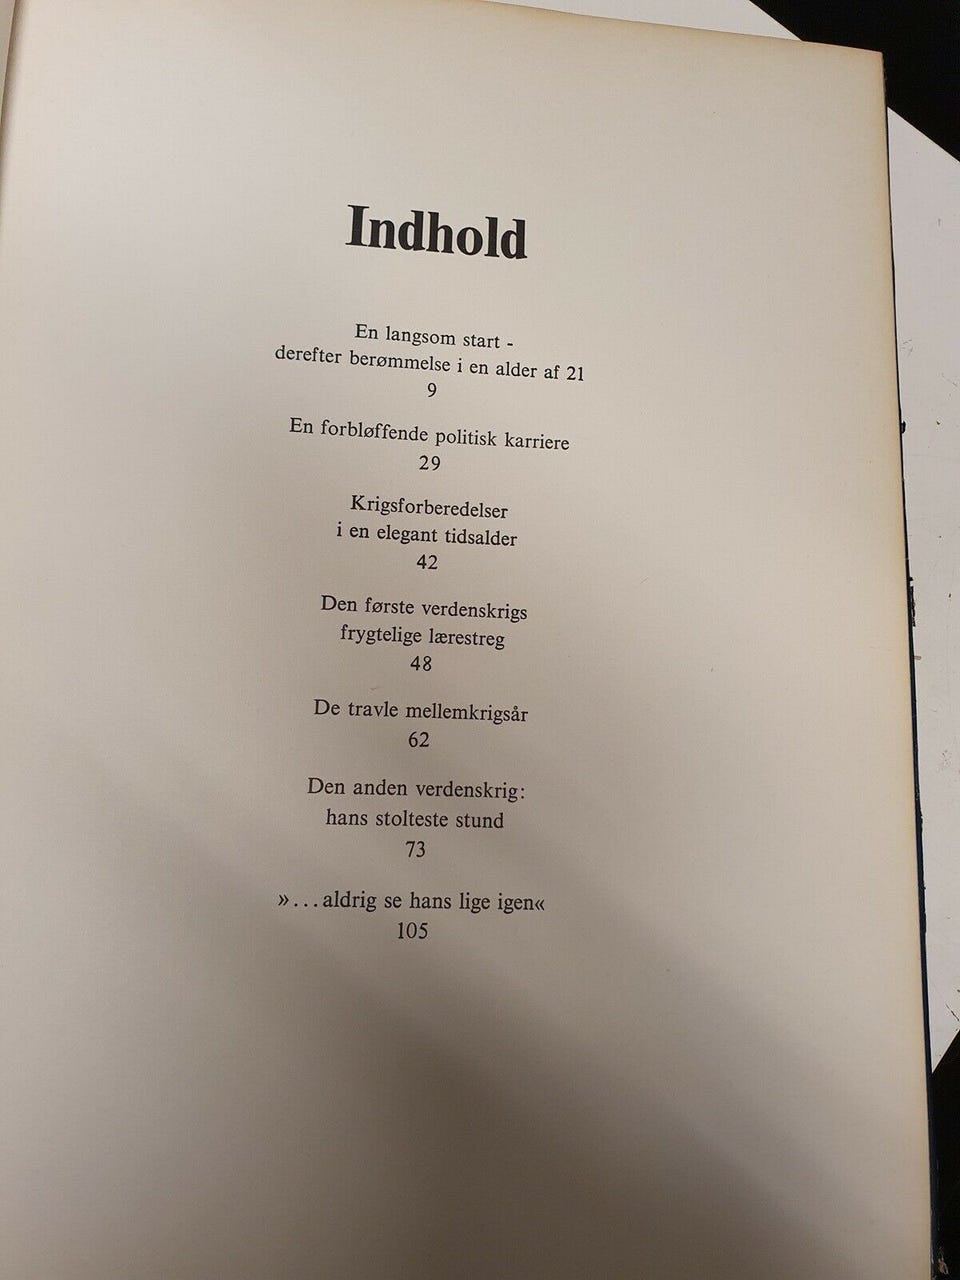 Indhold
En langsom start -
derefter berømmelse i en alder af 21
9
En forbløffende politisk karriere
29
Krigsforberedelser
i en elegant tidsalder
42
Den første verdenskrigs
frygtelige lærestreg
48
De travle mellemkrigsår
62
Den anden verdenskrig:
hans stolteste stund
73
»...aldrig se hans lige igen«
105